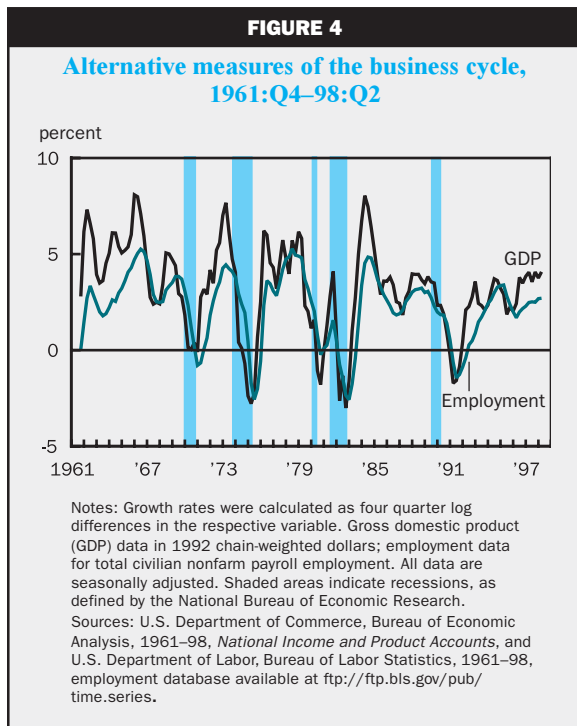 FIGURE 4
Alternative measures of the business cycle,
1961:Q4–98:Q2
percent
10
5
0
-5
GDP
Employment
1961 '67 '73 '79 '85 '91 '97
Notes: Growth rates were calculated as four quarter log
differences in the respective variable. Gross domestic product
(GDP) data in 1992 chain-weighted dollars; employment data
for total civilian nonfarm payroll employment. All data are
seasonally adjusted. Shaded areas indicate recessions, as
defined by the National Bureau of Economic Research.
Sources: U.S. Department of Commerce, Bureau of Economic
Analysis, 1961–98, National Income and Product Accounts, and
U.S. Department of Labor, Bureau of Labor Statistics, 1961–98,
employment database available at ftp://ftp.bls.gov/pub/
time.series.